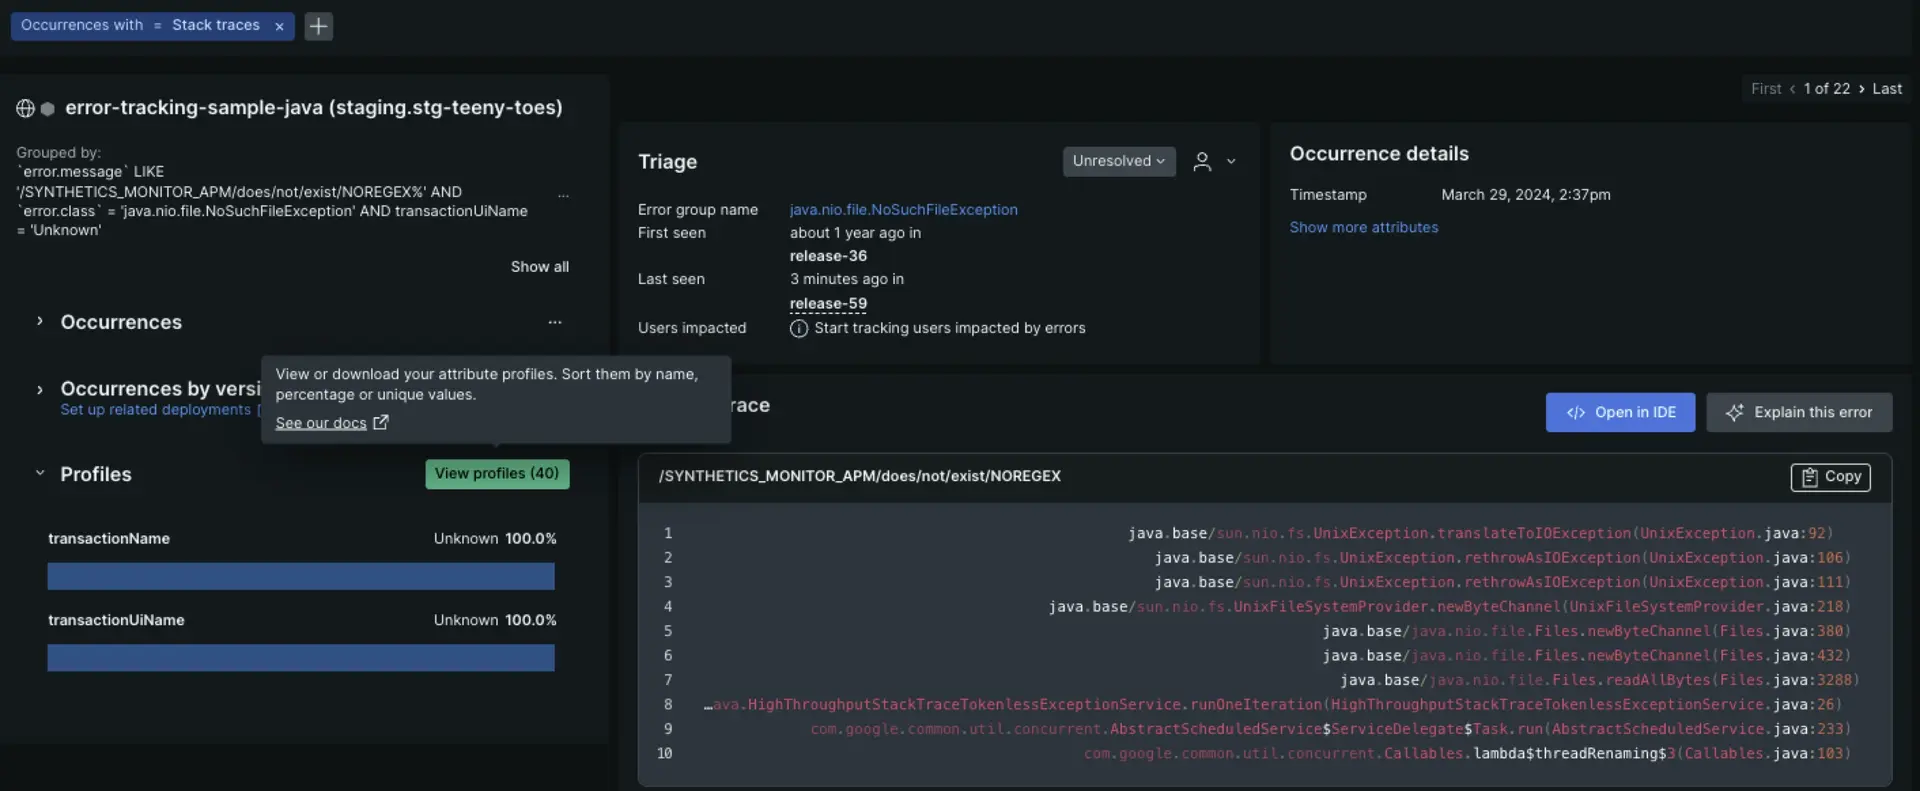 Occurrences with = Stack traces ×
First ‹ 1 of 22 › Last
error-tracking-sample-java (staging.stg-teeny-toes)
Grouped by:
`error.message` LIKE
'/SYNTHETICS_MONITOR_APM/does/not/exist/NOREGEX%' AND
`error.class` = 'java.nio.file.NoSuchFileException' AND transactionUiName
= 'Unknown'
...
Show all
Occurrences
...
Occurrences by versi
Set up related deployments
View or download your attribute profiles. Sort them by name,
percentage or unique values.
See our docs
Profiles
View profiles (40)
transactionName Unknown 100.0%
transactionUiName Unknown 100.0%
Triage
Unresolved
Error group name java.nio.file.NoSuchFileException
First seen about 1 year ago in
release-36
Last seen 3 minutes ago in
release-59
Users impacted Start tracking users impacted by errors
Occurrence details
Timestamp March 29, 2024, 2:37pm
Show more attributes
race
</> Open in IDE
Explain this error
/SYNTHETICS_MONITOR_APM/does/not/exist/NOREGEX
Copy
1 java.base/sun.nio.fs.UnixException.translateToIOException(UnixException.java:92)
2 java.base/sun.nio.fs.UnixException.rethrowAsIOException(UnixException.java:106)
3 java.base/sun.nio.fs.UnixException.rethrowAsIOException(UnixException.java:111)
4 java.base/sun.nio.fs.UnixFileSystemProvider.newByteChannel(UnixFileSystemProvider.java:218)
5 java.base/java.nio.file.Files.newByteChannel(Files.java:380)
6 java.base/java.nio.file.Files.newByteChannel(Files.java:432)
7 java.base/java.nio.file.Files.readAllBytes(Files.java:3288)
8 …ava.HighThroughputStackTraceTokenlessExceptionService.runOneIteration(HighThroughputStackTraceTokenlessExceptionService.java:26)
9 com.google.common.util.concurrent.AbstractScheduledService$ServiceDelegate$Task.run(AbstractScheduledService.java:233)
10 com.google.common.util.concurrent.Callables.lambda$threadRenaming$3(Callables.java:103)